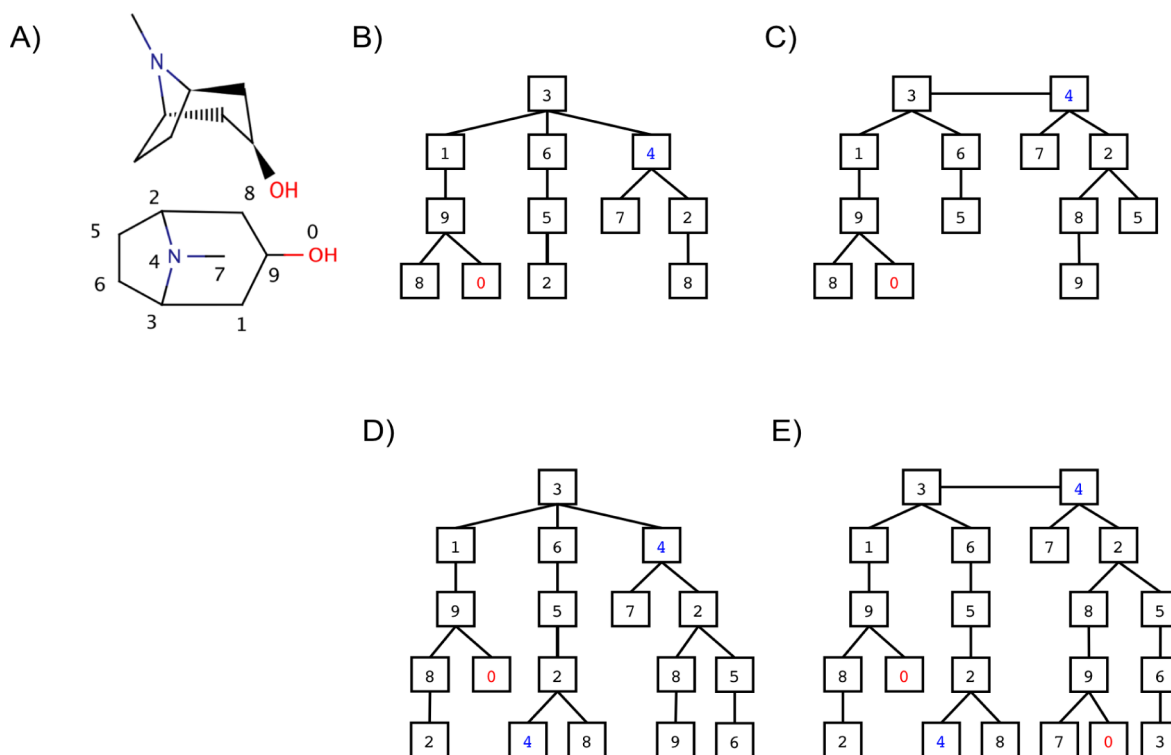 A)
B)
C)
N
OH
8
2
5
0
N
OH
4
7
9
6
3
1
3
1 6 4
9 5 7 2
8 0 2 8
3 4
1 6 7 2
9 5 8 5
8 0 9
D)
E)
3
1 6 4
9 5 7 2
8 0 2 8 5
2 4 8 9 6
3 4
1 6 7 2
9 5 8 5
8 0 2 9 6
2 4 8 7 0 3